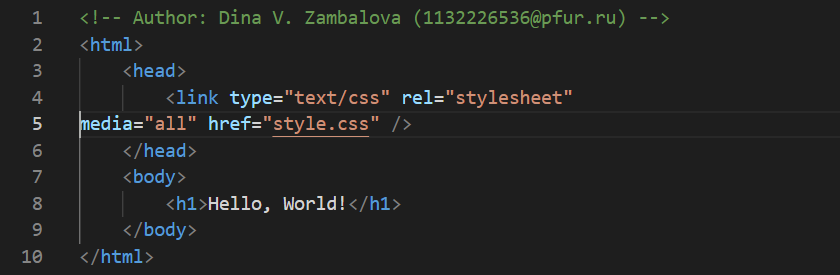 1 <!-- Author: Dina V. Zambalova (1132226536@pfur.ru) -->
2 <html>
3     <head>
4         <link type="text/css" rel="stylesheet"
5 media="all" href="style.css" />
6     </head>
7     <body>
8         <h1>Hello, World!</h1>
9     </body>
10 </html>